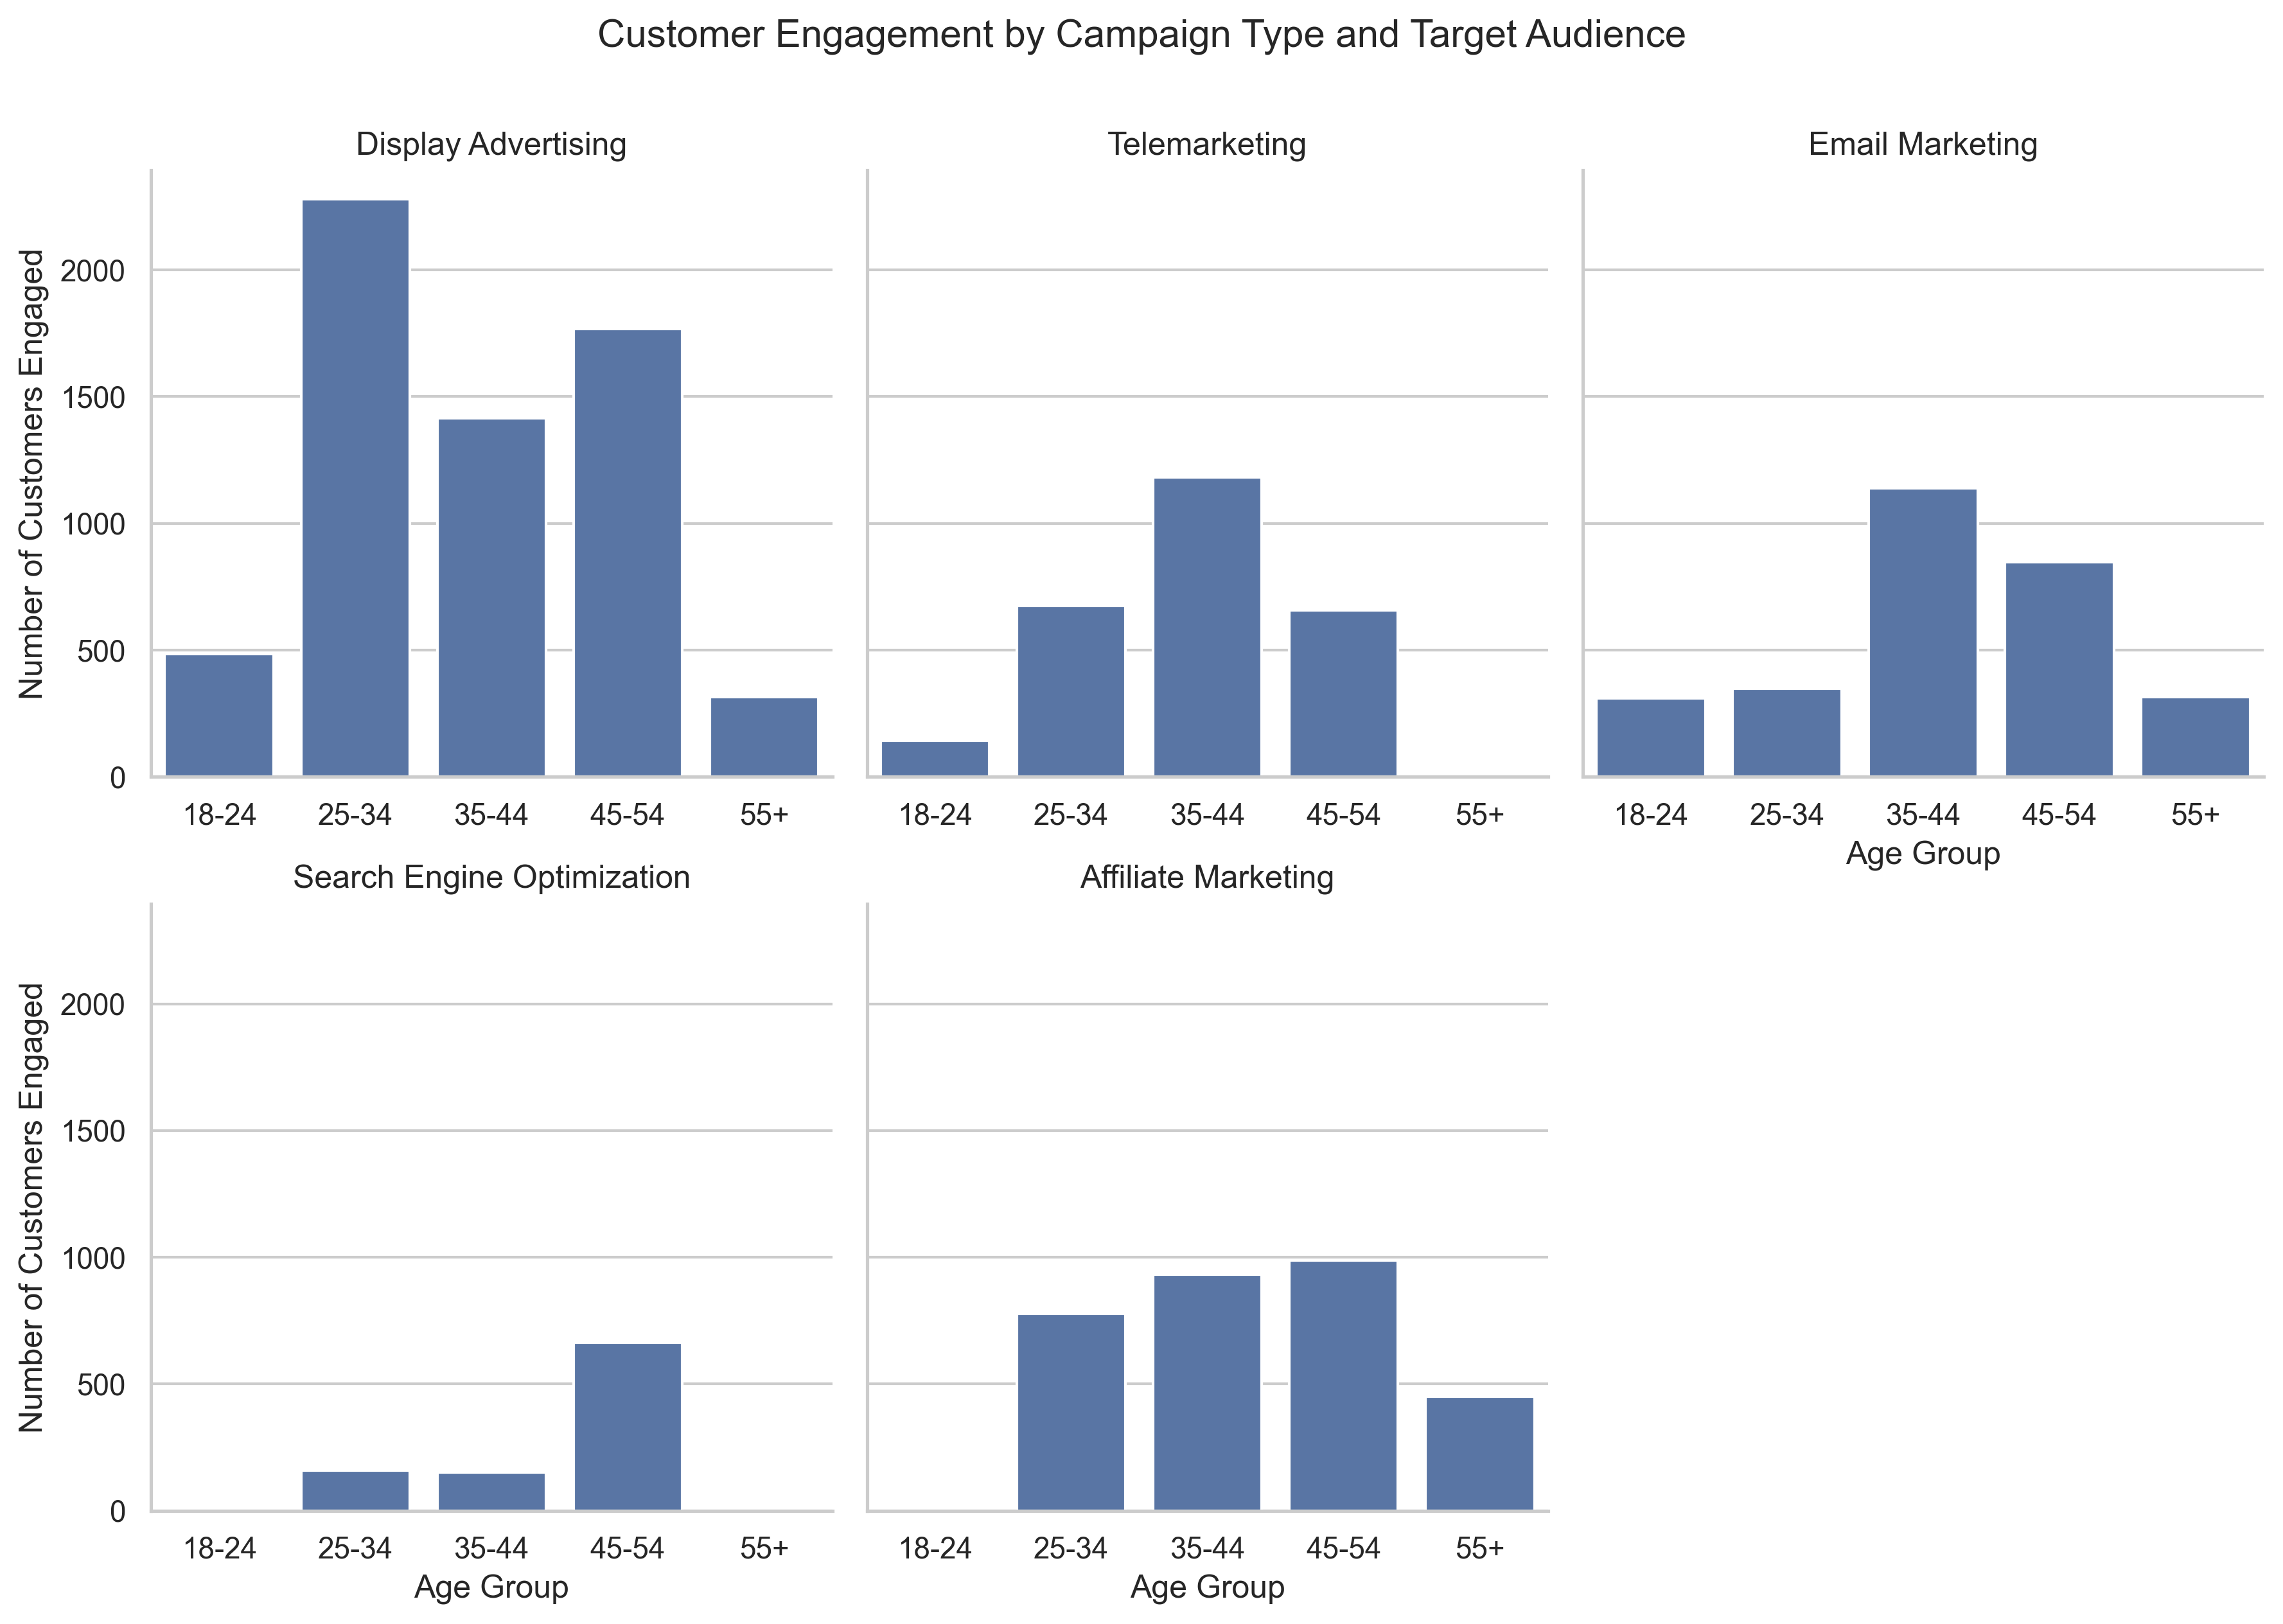 Customer Engagement by Campaign Type and Target Audience
Display Advertising
Telemarketing
Email Marketing
Number of Customers Engaged
2000
1500
1000
500
0
18-24 25-34 35-44 45-54 55+
18-24 25-34 35-44 45-54 55+
18-24 25-34 35-44 45-54 55+
Age Group
Search Engine Optimization
Affiliate Marketing
Number of Customers Engaged
2000
1500
1000
500
0
18-24 25-34 35-44 45-54 55+
Age Group
18-24 25-34 35-44 45-54 55+
Age Group